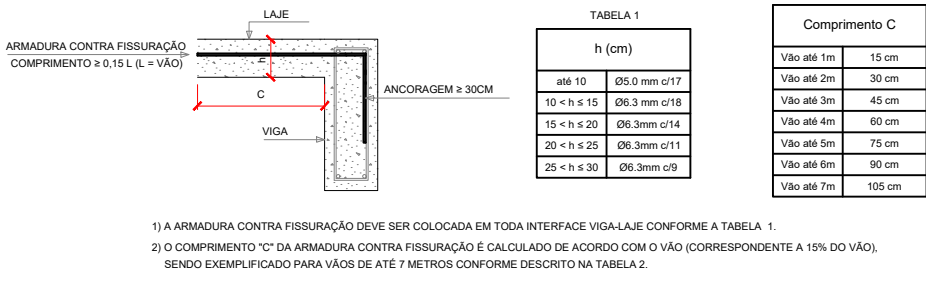 LAJE
ARMADURA CONTRA FISSURAÇÃO
COMPRIMENTO ≥ 0,15 L (L = VÃO)
h
C
ANCORAGEM ≥ 30CM
VIGA
TABELA 1
h (cm)
até 10 Ø5.0 mm c/17
10 < h ≤ 15 Ø6.3 mm c/18
15 < h ≤ 20 Ø6.3mm c/14
20 < h ≤ 25 Ø6.3mm c/11
25 < h ≤ 30 Ø6.3mm c/9
Comprimento C
Vão até 1m 15 cm
Vão até 2m 30 cm
Vão até 3m 45 cm
Vão até 4m 60 cm
Vão até 5m 75 cm
Vão até 6m 90 cm
Vão até 7m 105 cm
1) A ARMADURA CONTRA FISSURAÇÃO DEVE SER COLOCADA EM TODA INTERFACE VIGA-LAJE CONFORME A TABELA 1.
2) O COMPRIMENTO "C" DA ARMADURA CONTRA FISSURAÇÃO É CALCULADO DE ACORDO COM O VÃO (CORRESPONDENTE A 15% DO VÃO),
SENDO EXEMPLIFICADO PARA VÃOS DE ATÉ 7 METROS CONFORME DESCRITO NA TABELA 2.